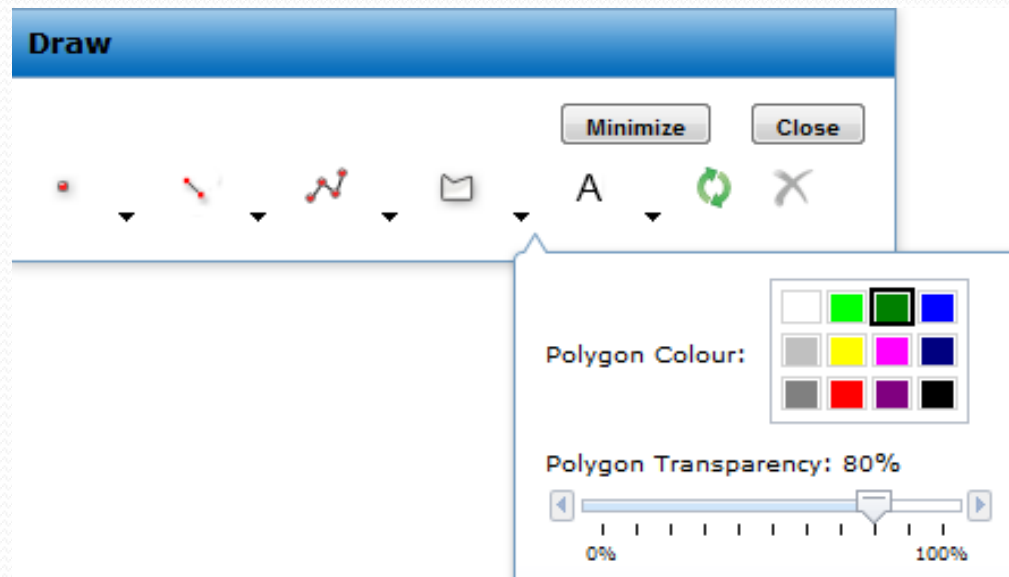 Draw
Minimize Close
A
Polygon Colour:
Polygon Transparency: 80%
0% 100%